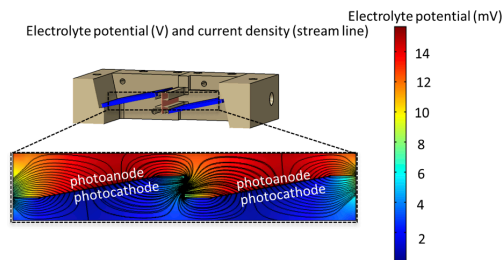 Electrolyte potential (mV)
Electrolyte potential (V) and current density (stream line)
14
12
10
8
6
4
2
photoanode
photocathode
photoanode
photocathode